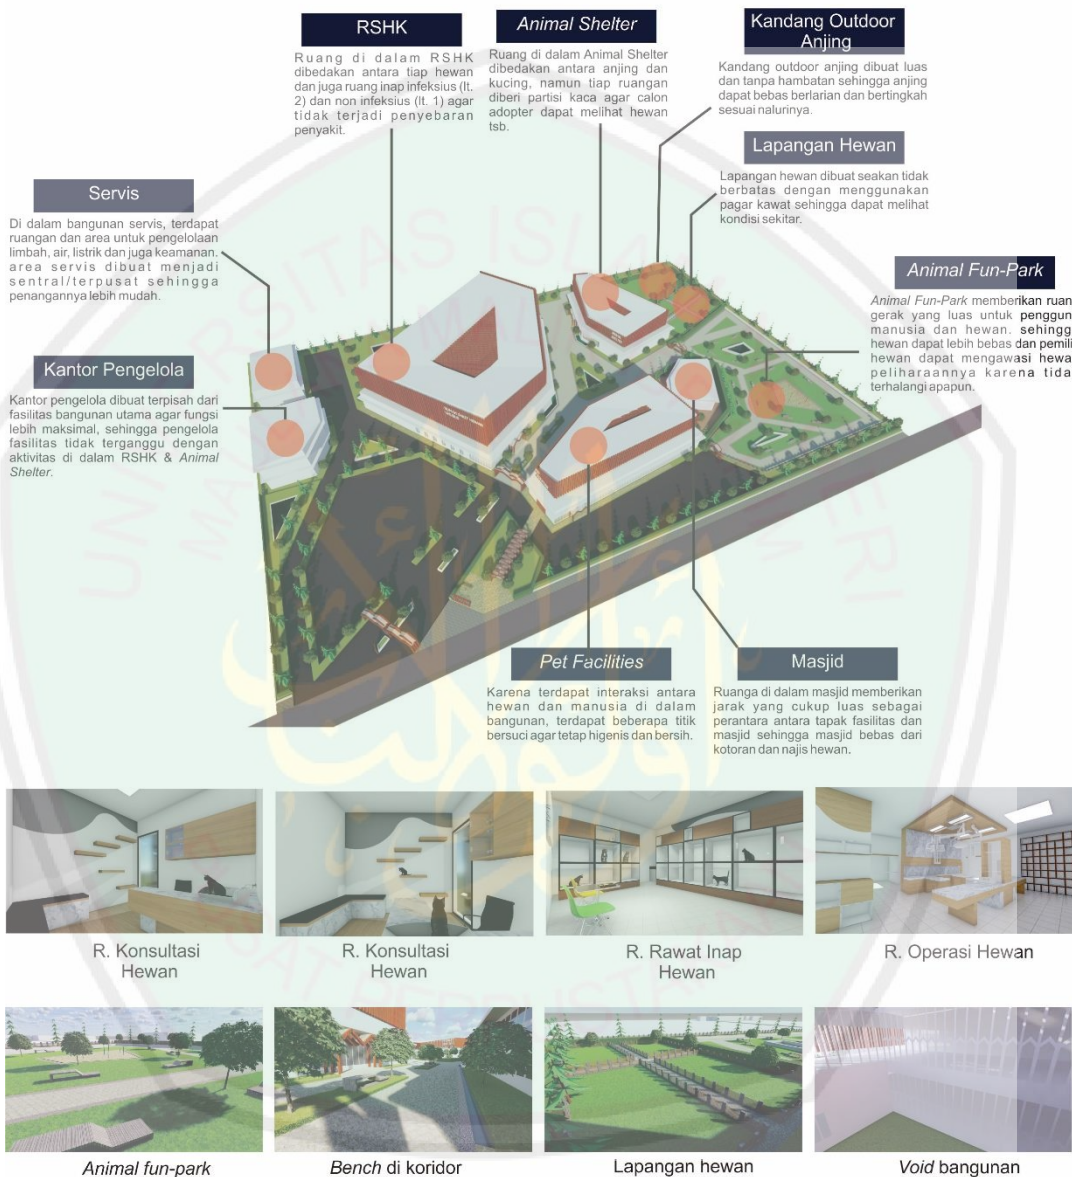 RSHK
Ruang di dalam RSHK
dibedakan antara tiap hewan
dan juga ruang inap infeksius (lt.
2) dan non infeksius (lt. 1) agar
tidak terjadi penyebaran
penyakit.
Animal Shelter
Ruang di dalam Animal Shelter
dibedakan antara anjing dan
kucing, namun tiap ruangan
diberi partisi kaca agar calon
adopter dapat melihat hewan
tsb.
Kandang Outdoor
Anjing
Kandang outdoor anjing dibuat luas
dan tanpa hambatan sehingga anjing
dapat bebas berlarian dan bertingkah
sesuai nalurinya.
Lapangan Hewan
Lapangan hewan dibuat seakan tidak
berbatas dengan menggunakan
pagar kawat sehingga dapat melihat
kondisi sekitar.
Servis
Di dalam bangunan servis, terdapat
ruangan dan area untuk pengelolaan
limbah, air, listrik dan juga keamanan.
area servis dibuat menjadi
sentral/terpusat sehingga
penangannya lebih mudah.
Animal Fun-Park
Animal Fun-Park memberikan ruan
gerak yang luas untuk penggun
manusia dan hewan. sehingg
hewan dapat lebih bebas dan pemili
hewan dapat mengawasi hewa
peliharaannya karena tida
terhalangi apapun.
Kantor Pengelola
Kantor pengelola dibuat terpisah dari
fasilitas bangunan utama agar fungsi
lebih maksimal, sehingga pengelola
fasilitas tidak terganggu dengan
aktivitas di dalam RSHK & Animal
Shelter.
Pet Facilities
Karena terdapat interaksi antara
hewan dan manusia di dalam
bangunan, terdapat beberapa titik
bersuci agar tetap higenis dan bersih.
Masjid
Ruanga di dalam masjid memberikan
jarak yang cukup luas sebagai
perantara antara tapak fasilitas dan
masjid sehingga masjid bebas dari
kotoran dan najis hewan.
R. Konsultasi
Hewan
R. Konsultasi
Hewan
R. Rawat Inap
Hewan
R. Operasi Hewan
Animal fun-park
Bench di koridor
Lapangan hewan
Void bangunan